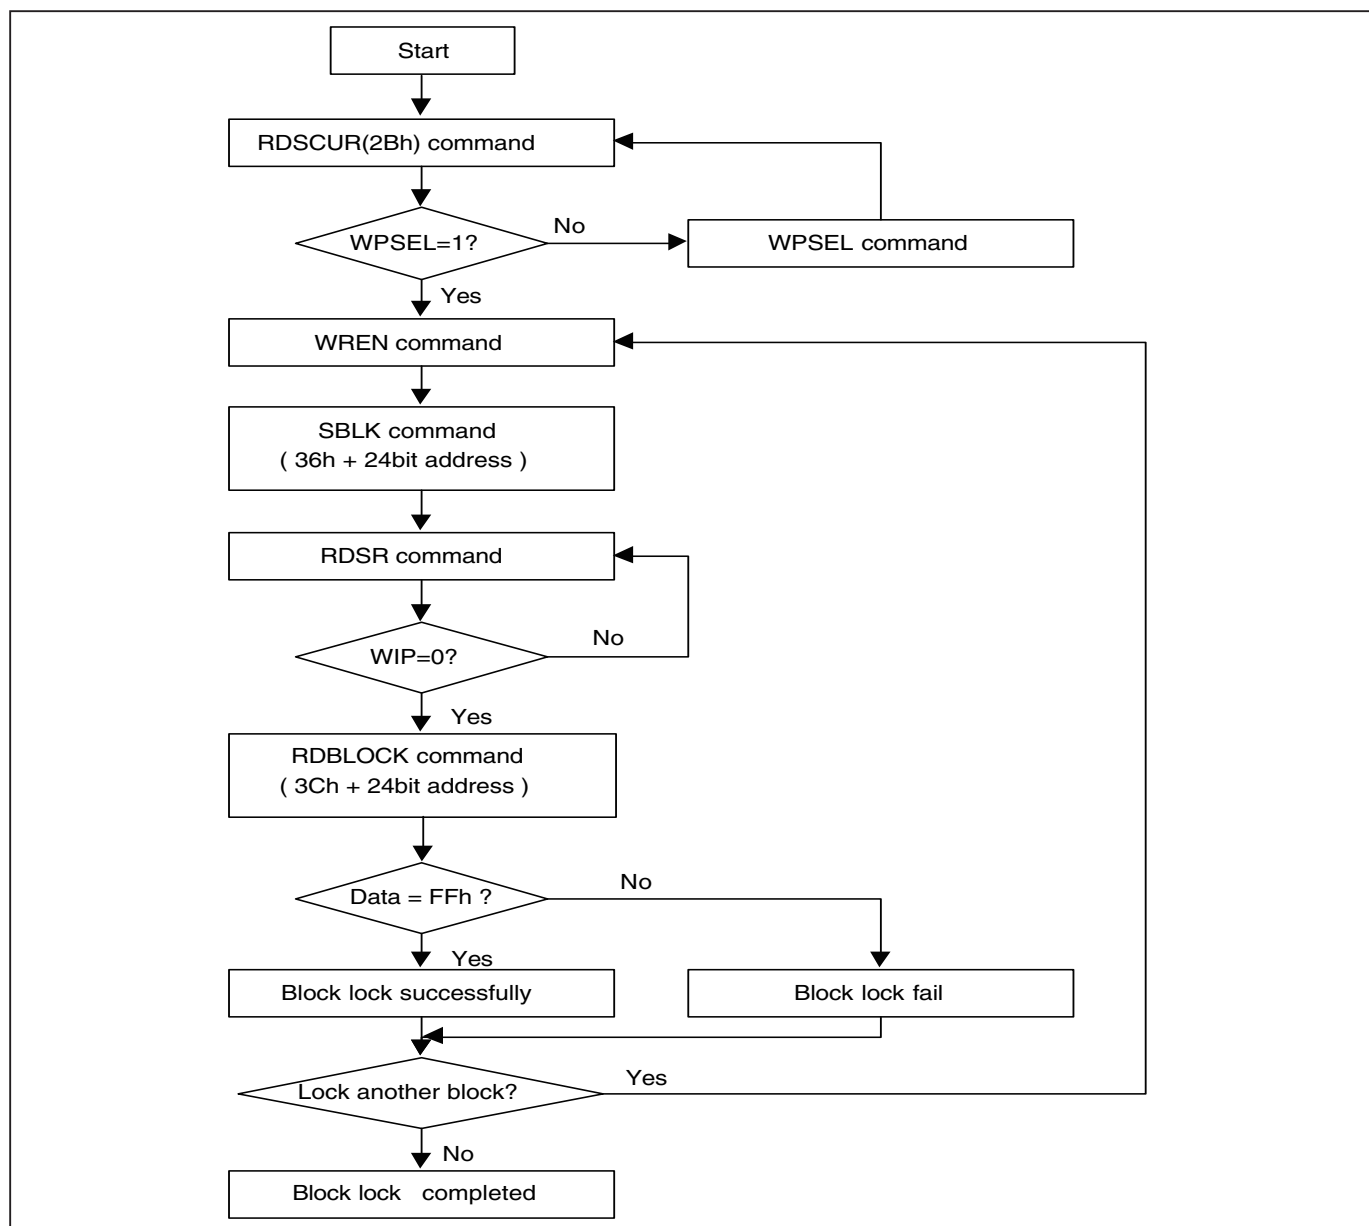 Start
RDSCUR(2Bh) command
WPSEL=1?
No
WPSEL command
Yes
WREN command
SBLK command
( 36h + 24bit address )
RDSR command
WIP=0?
No
Yes
RDBLOCK command
( 3Ch + 24bit address )
Data = FFh ?
No
Yes
Block lock successfully
Block lock fail
Lock another block?
Yes
No
Block lock completed